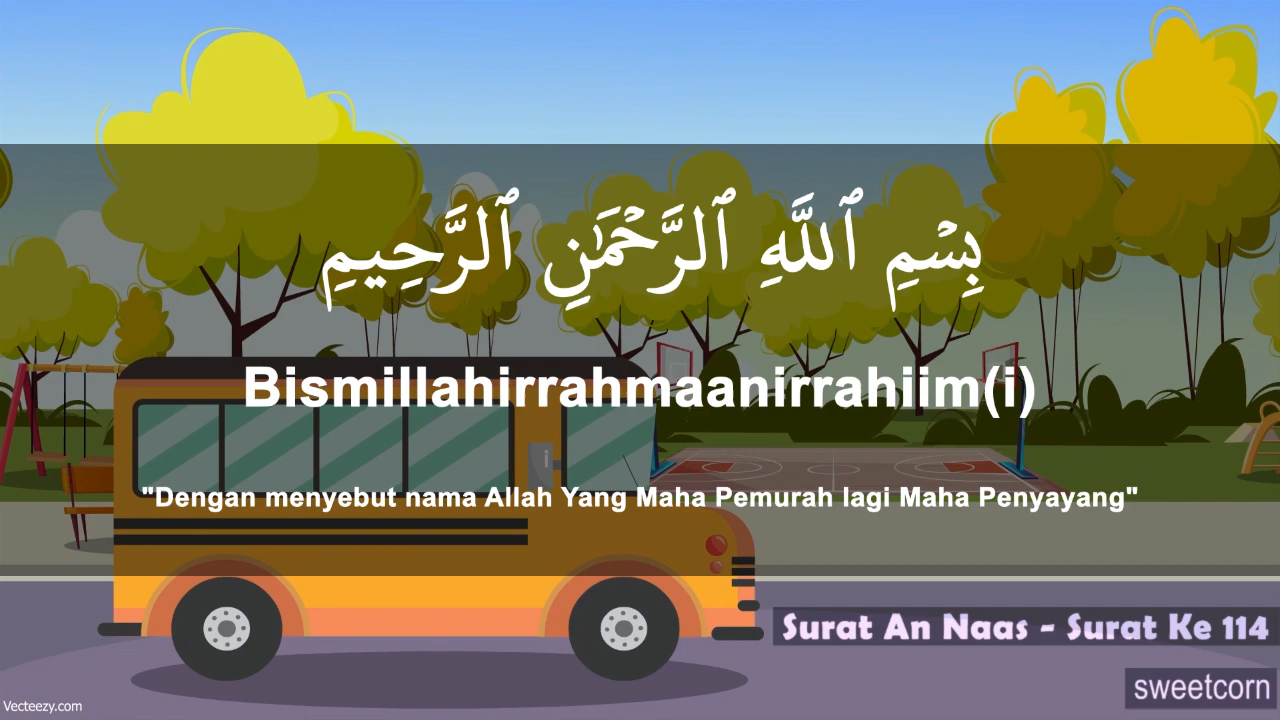 بِسْمِ ٱللَّهِ ٱلرَّحْمَٰنِ ٱلرَّحِيمِ
Bismillahirrahmaanirrahiim(i)
"Dengan menyebut nama Allah Yang Maha Pemurah lagi Maha Penyayang"
Surat An Naas - Surat Ke 114
sweetcorn
Vecteezy.com